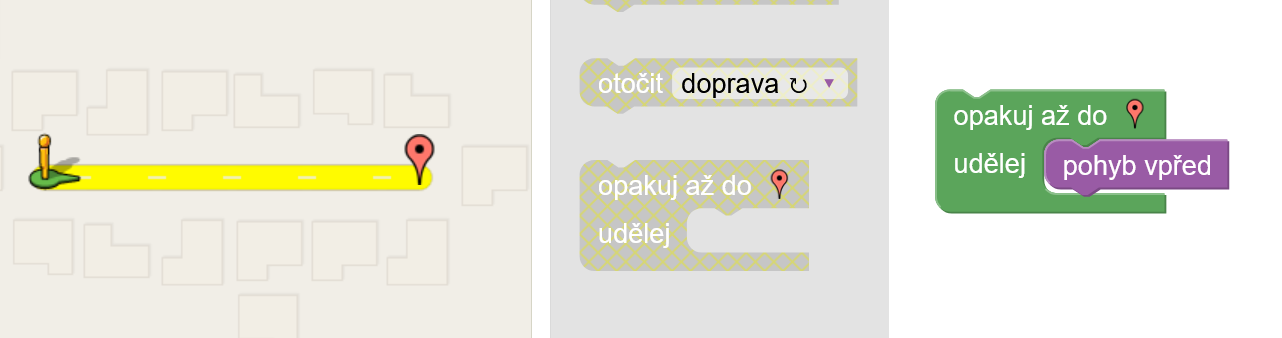 otočit doprava ↻ ▼
opakuj až do
udělej
opakuj až do
udělej pohyb vpřed